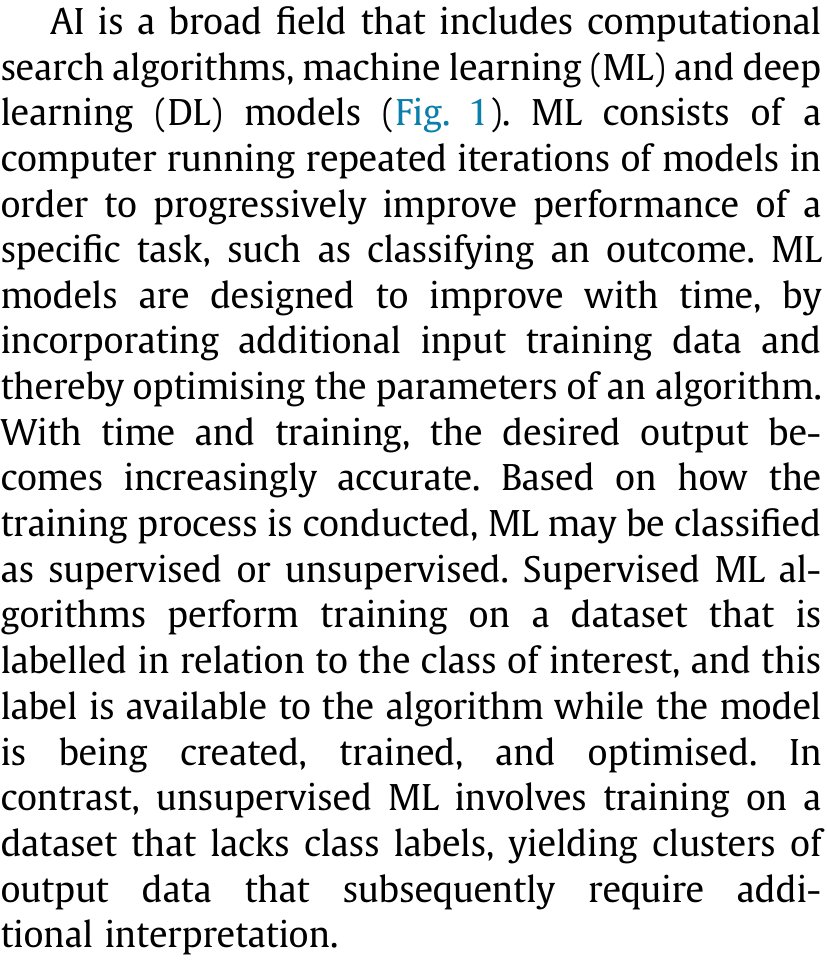 AI is a broad field that includes computational
search algorithms, machine learning (ML) and deep
learning (DL) models (Fig. 1). ML consists of a
computer running repeated iterations of models in
order to progressively improve performance of a
specific task, such as classifying an outcome. ML
models are designed to improve with time, by
incorporating additional input training data and
thereby optimising the parameters of an algorithm.
With time and training, the desired output be-
comes increasingly accurate. Based on how the
training process is conducted, ML may be classified
as supervised or unsupervised. Supervised ML al-
gorithms perform training on a dataset that is
labelled in relation to the class of interest, and this
label is available to the algorithm while the model
is being created, trained, and optimised. In
contrast, unsupervised ML involves training on a
dataset that lacks class labels, yielding clusters of
output data that subsequently require addi-
tional interpretation.